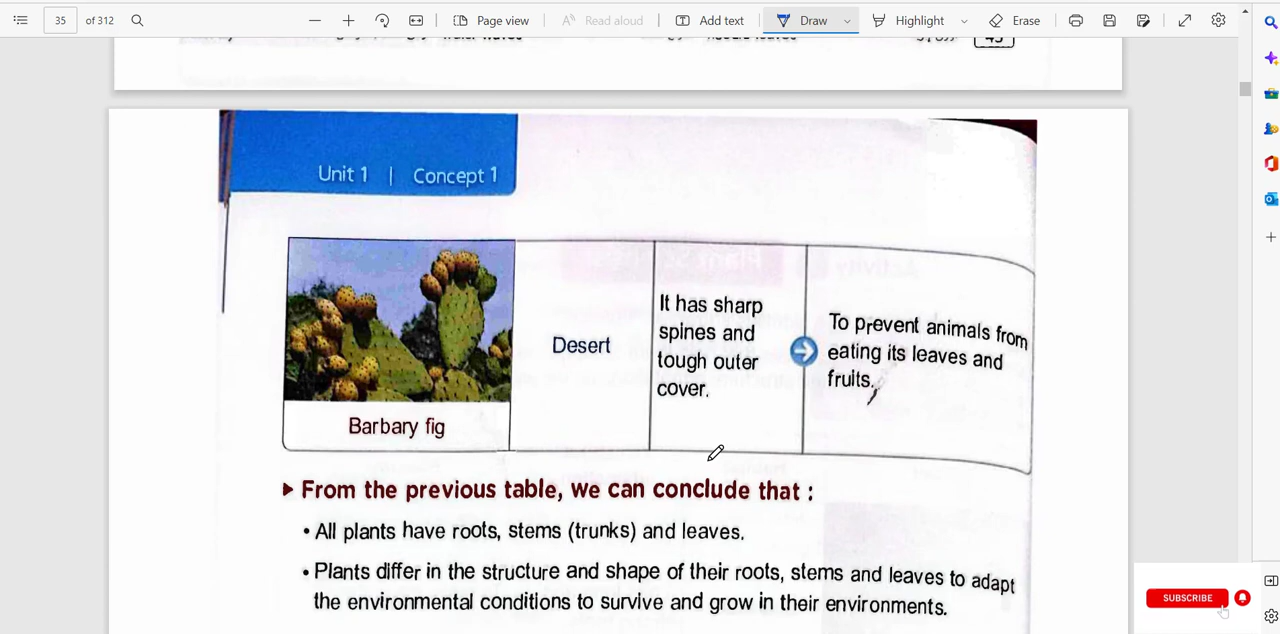 35 of 312 Page view Read aloud Add text Draw Highlight Erase
Unit 1 | Concept 1
Desert
It has sharp
spines and
tough outer
cover.
To prevent animals from
eating its leaves and
fruits.
Barbary fig
From the previous table, we can conclude that :
• All plants have roots, stems (trunks) and leaves.
• Plants differ in the structure and shape of their roots, stems and leaves to adapt
the environmental conditions to survive and grow in their environments.
SUBSCRIBE